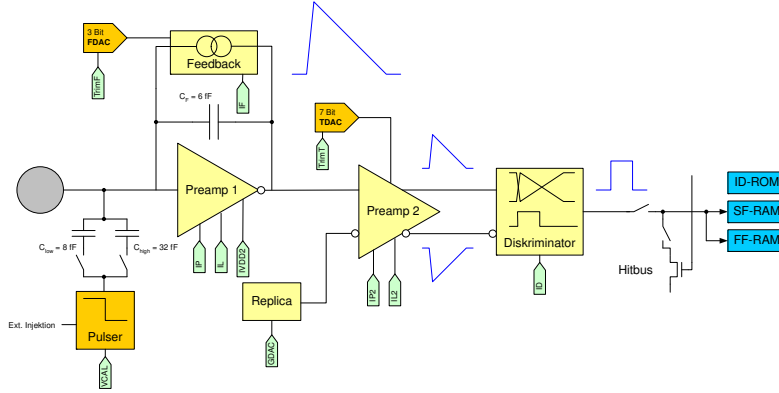 3 Bit
FDAC
TrimF
Feedback
IF
C_F = 6 fF
7 Bit
TDAC
TrimT
Preamp 1
Preamp 2
IP
IL
IVDD2
C_low = 8 fF
C_high = 32 fF
Ext. Injektion
Pulser
VCAL
Replica
GDAC
IP2
IL2
Diskriminator
ID
Hitbus
ID-ROM
SF-RAM
FF-RAM